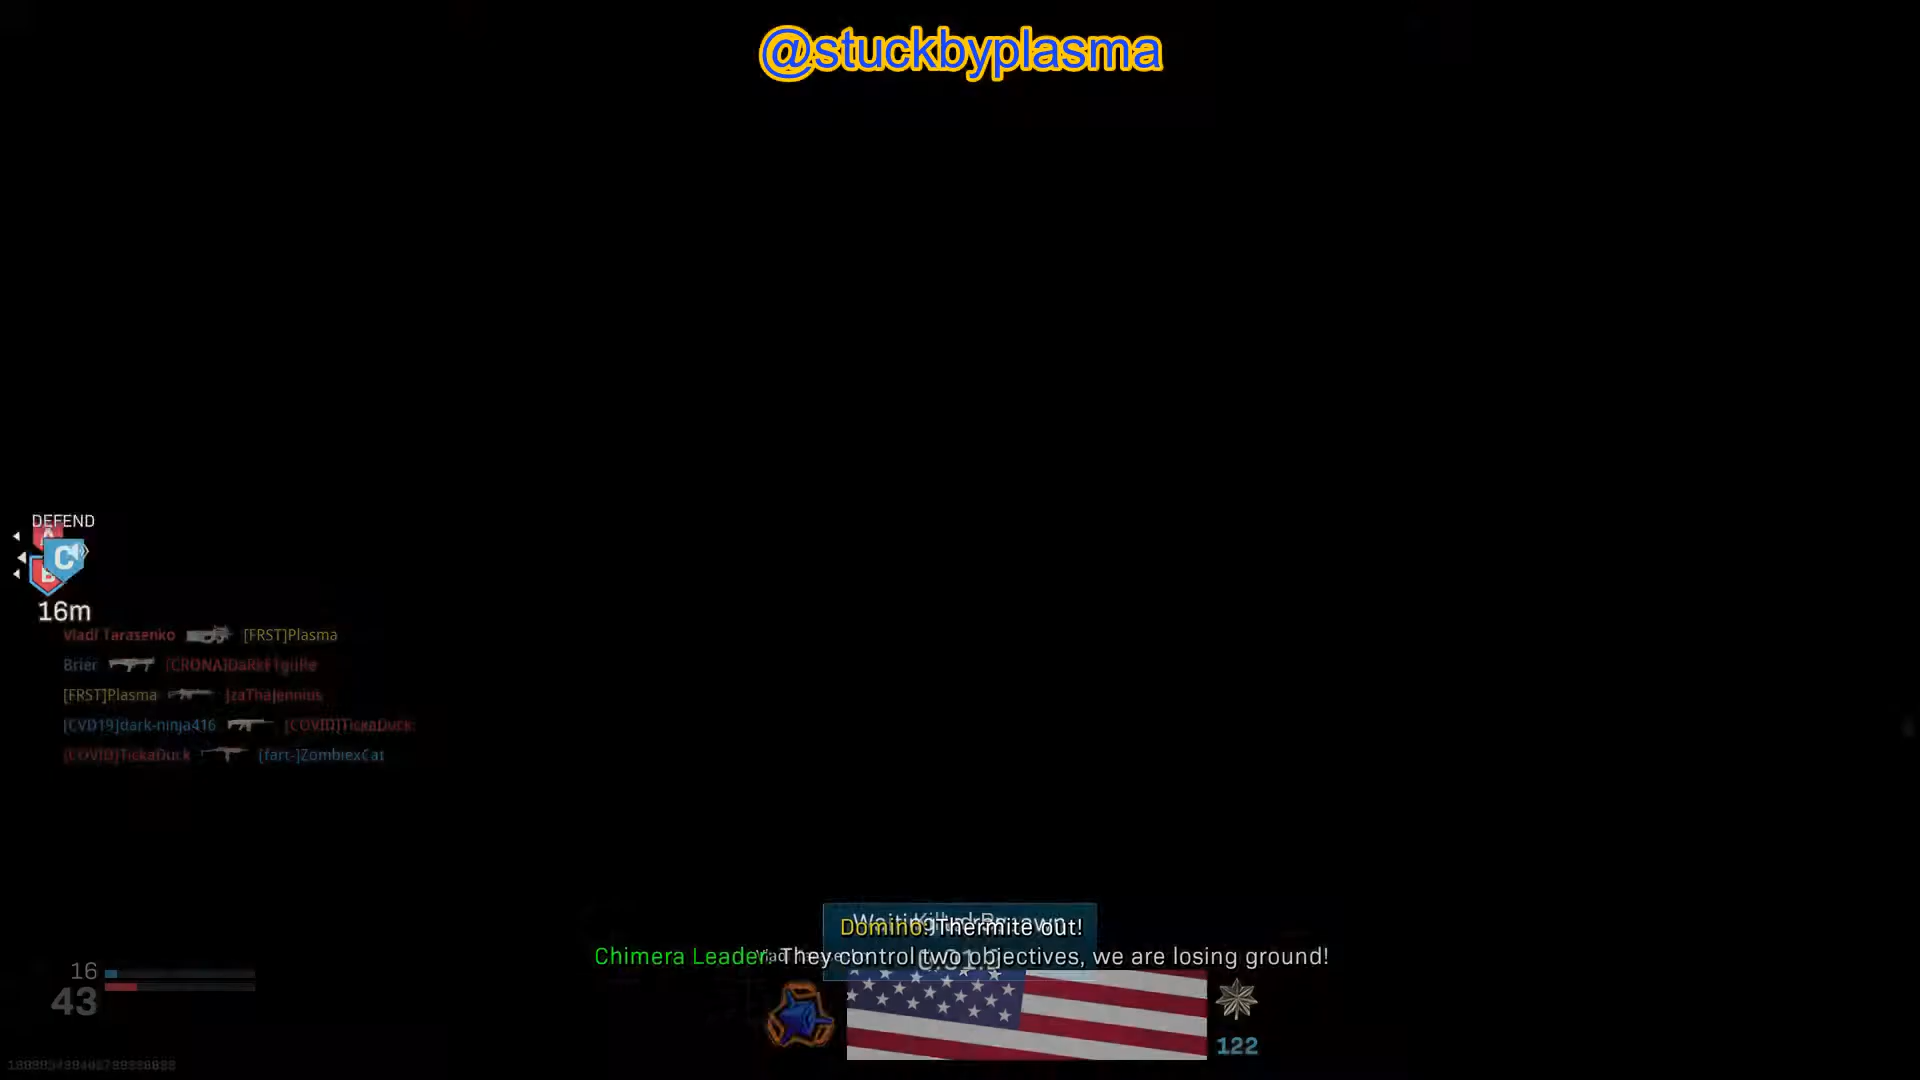 @stuckbyplasma
DEFEND
A
C
B
16m
Vladi Tarasenko [FRST]Plasma
Brier
[FRST]Plasma JzaThaJennius
[CVD19]dark-ninja416 [COVID]TickaDuck
[COVID]TickaDuck [fart-]ZombiexCat
Domino: Thermite out!
Chimera Leader: They control two objectives, we are losing ground!
16
43
122